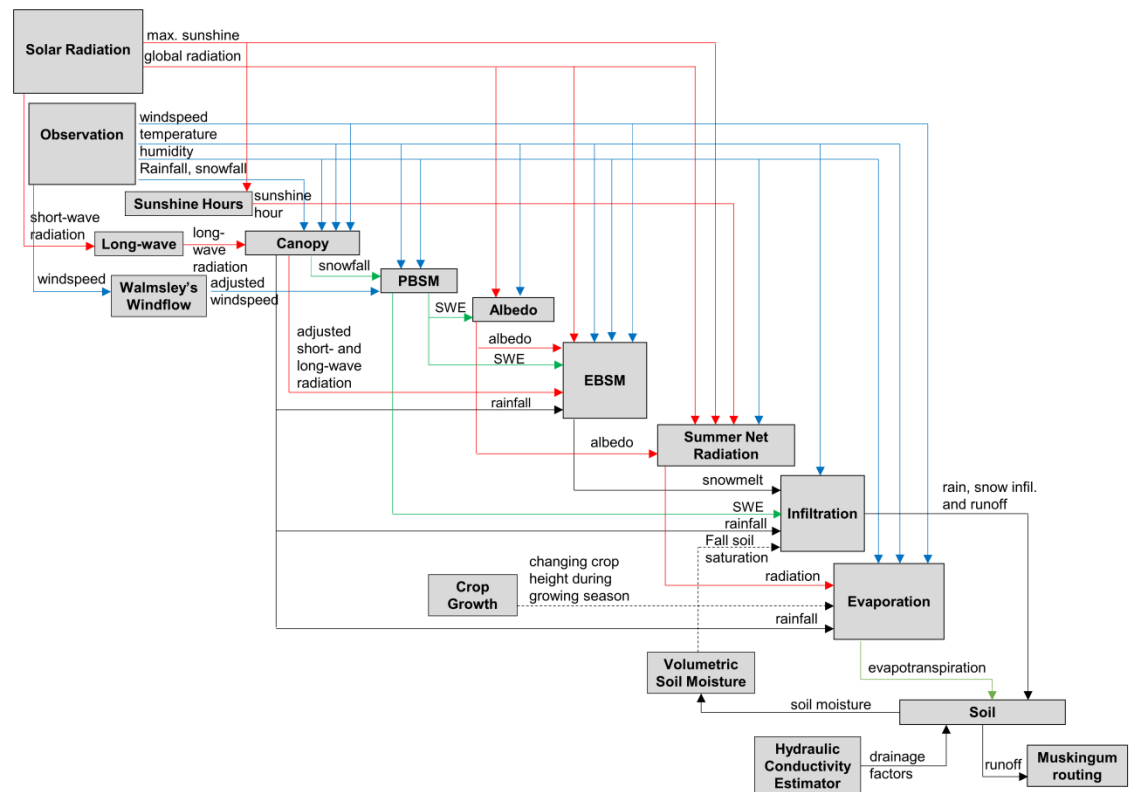 Solar Radiation
max. sunshine
global radiation
Observation
windspeed
temperature
humidity
Rainfall, snowfall
Sunshine Hours
sunshine
hour
short-wave
radiation
Long-wave
long-
wave
radiation
Canopy
snowfall
windspeed
Walmsley's
Windflow
adjusted
windspeed
PBSM
SWE
Albedo
albedo
SWE
adjusted
short- and
long-wave
radiation
EBSM
rainfall
albedo
Summer Net
Radiation
snowmelt
SWE
rainfall
Fall soil
saturation
Infiltration
rain, snow infil.
and runoff
Crop
Growth
changing crop
height during
growing season
radiation
Evaporation
rainfall
Volumetric
Soil Moisture
evapotranspiration
soil moisture
Soil
Hydraulic
Conductivity
Estimator
drainage
factors
runoff
Muskingum
routing